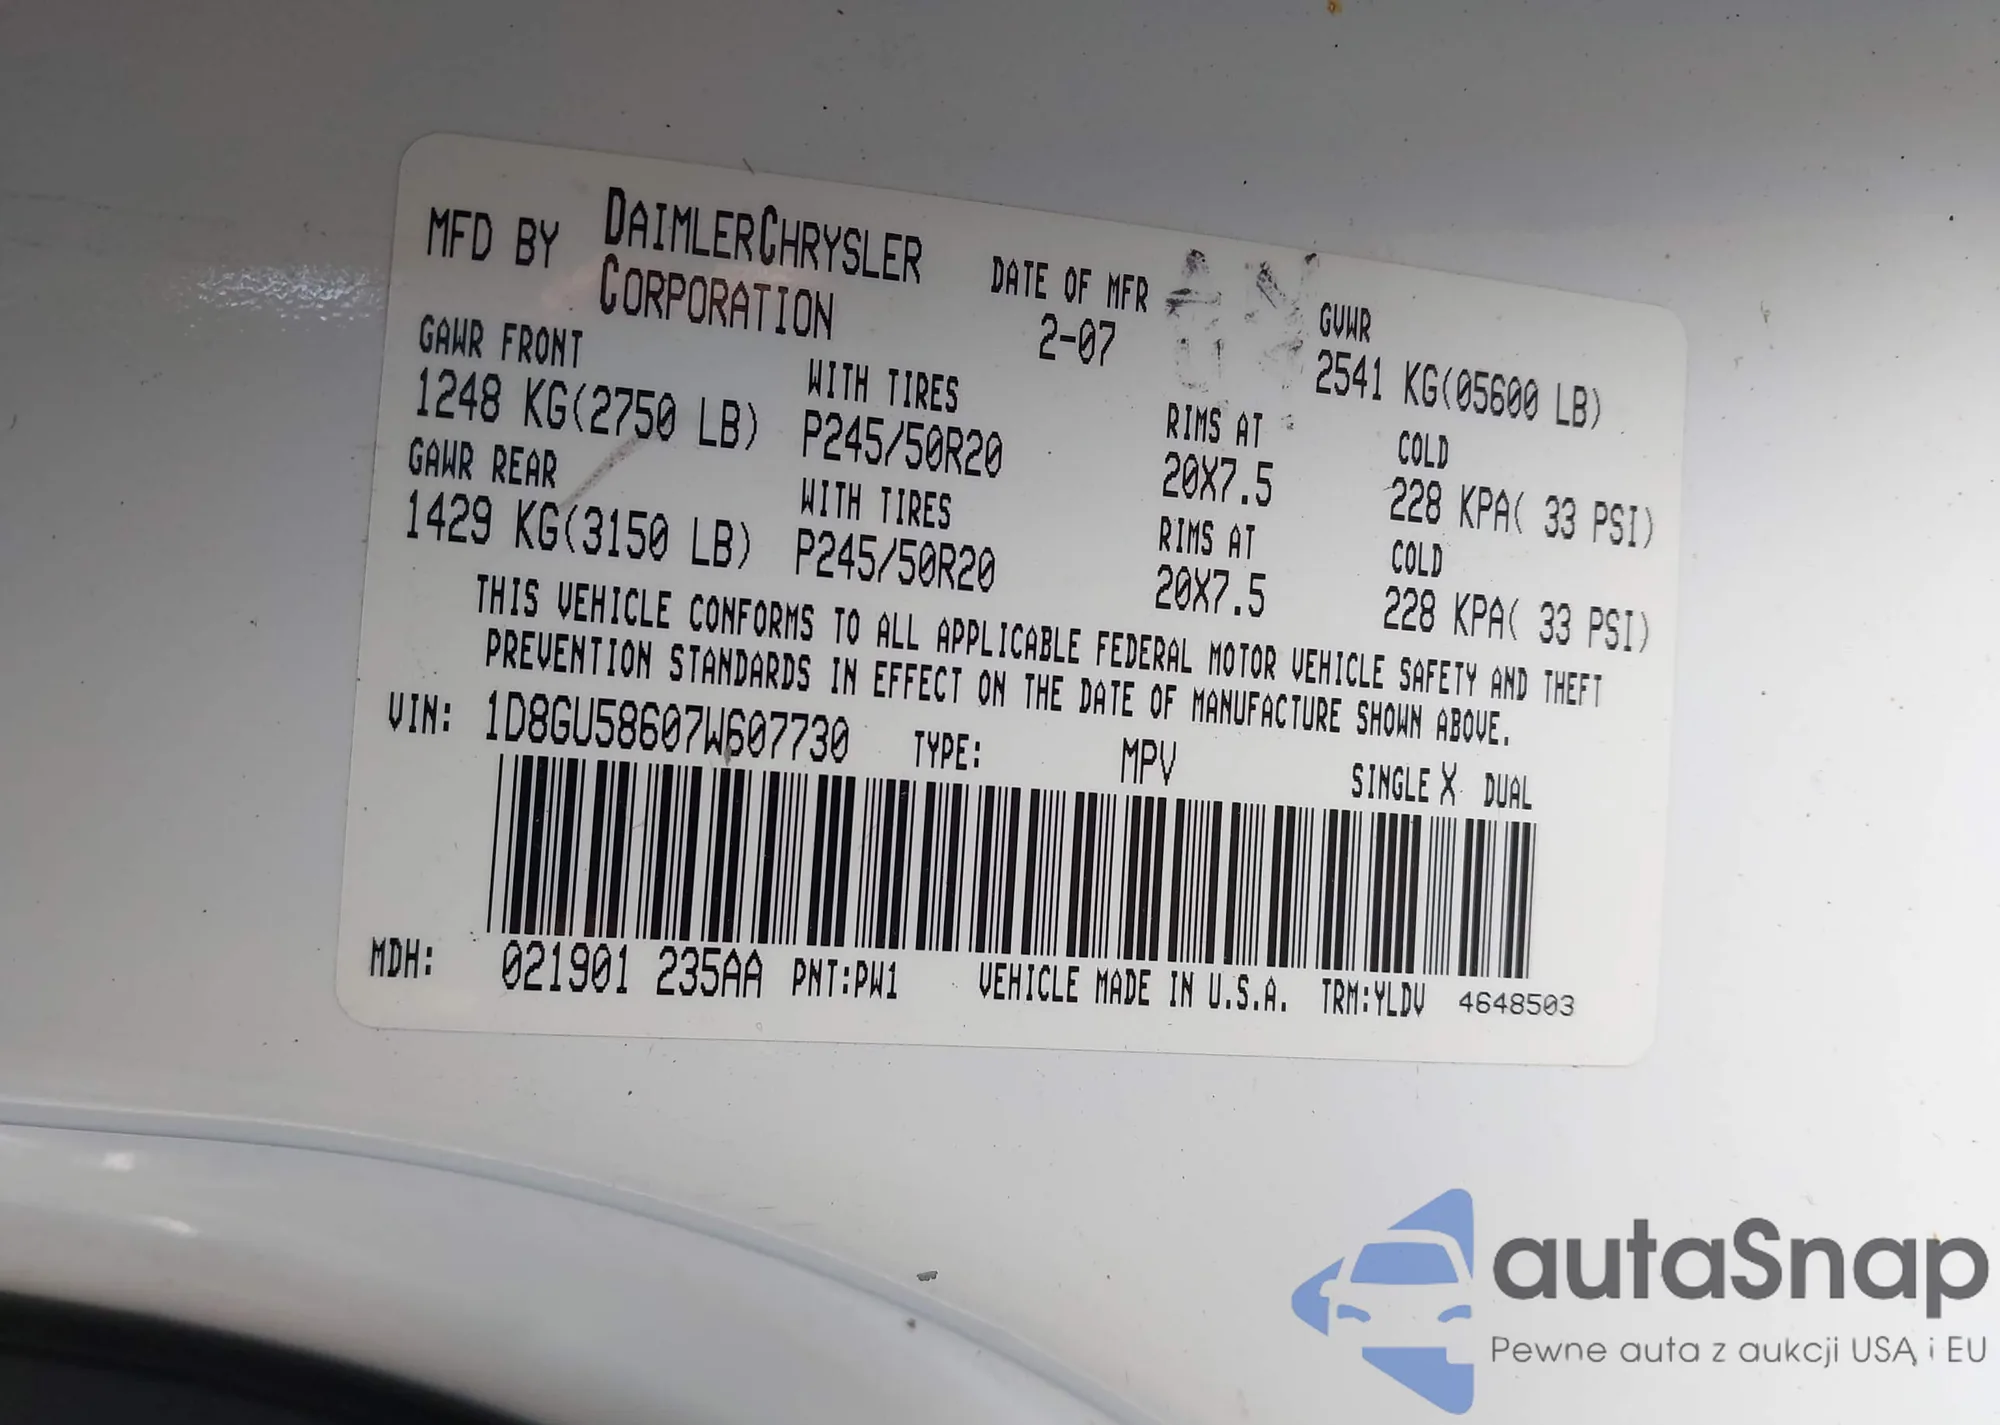 MFD BY DAIMLERCHRYSLER CORPORATION DATE OF MFR 2-07 GVWR 2541 KG(05600 LB)
GAWR FRONT WITH TIRES RIMS AT COLD
1248 KG(2750 LB) P245/50R20 20X7.5 228 KPA( 33 PSI)
GAWR REAR WITH TIRES RIMS AT COLD
1429 KG(3150 LB) P245/50R20 20X7.5 228 KPA( 33 PSI)
THIS VEHICLE CONFORMS TO ALL APPLICABLE FEDERAL MOTOR VEHICLE SAFETY AND THEFT
PREVENTION STANDARDS IN EFFECT ON THE DATE OF MANUFACTURE SHOWN ABOVE.
VIN: 1D8GU58607W607730 TYPE: MPV SINGLE X DUAL
MDH: 021901 235AA PNT:PW1 VEHICLE MADE IN U.S.A. TRM:YLDV 4648503
autaSnap
Pewne auta z aukcji USA i EU